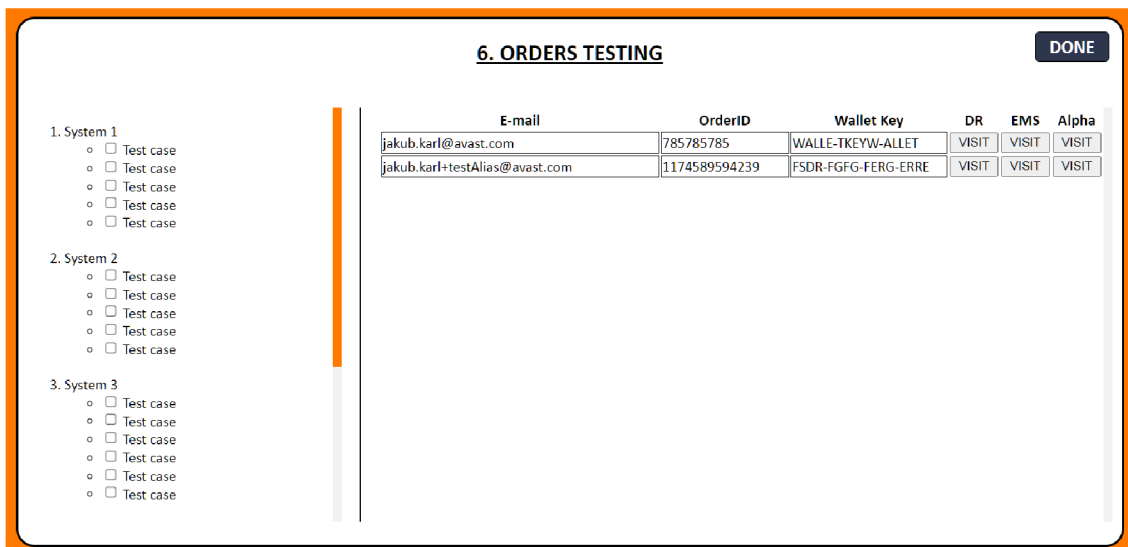 6. ORDERS TESTING
DONE
1. System 1
Test case
Test case
Test case
Test case
Test case
2. System 2
Test case
Test case
Test case
Test case
Test case
3. System 3
Test case
Test case
Test case
Test case
Test case
Test case
E-mail OrderID Wallet Key DR EMS Alpha
jakub.karl@avast.com 785785785 WALLE-TKEYW-ALLET VISIT VISIT VISIT
jakub.karl+testAlias@avast.com 1174589594239 FSDR-FGFG-FERG-ERRE VISIT VISIT VISIT